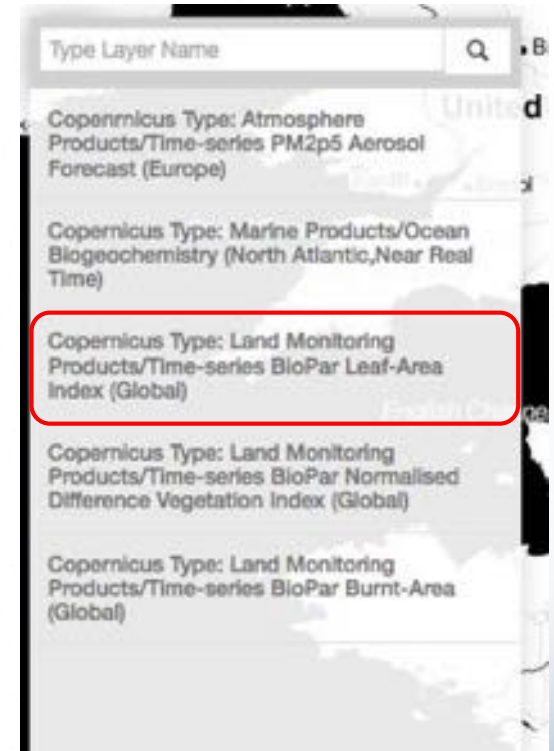 Type Layer Name
B
United
d
Copenrnicus Type: Atmosphere
Products/Time-series PM2p5 Aerosol
Forecast (Europe)
Copernicus Type: Marine Products/Ocean
Biogeochemistry (North Atlantic,Near Real
Time)
Copernicus Type: Land Monitoring
Products/Time-series BioPar Leaf-Area
Index (Global)
English
Copernicus Type: Land Monitoring
Products/Time-series BioPar Normalised
Difference Vegetation Index (Global)
Copernicus Type: Land Monitoring
Products/Time-series BioPar Burnt-Area
(Global)